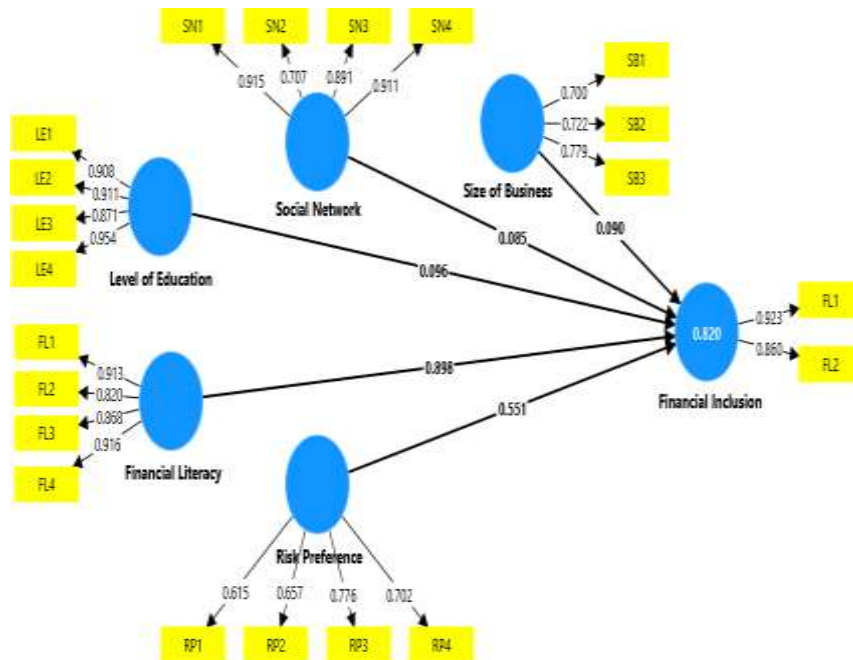 SN1 SN2 SN3 SN4
0.915 0.707 0.891 0.911
Social Network
SB1
SB2
SB3
0.700
0.722
0.779
Size of Business
LE1
LE2
LE3
LE4
0.908
0.911
0.871
0.954
Level of Education
0.085
0.090
0.096
FL1
FL2
FL3
FL4
0.913
0.820
0.868
0.916
Financial Literacy
0.898
0.551
0.820
Financial Inclusion
0.923
0.860
FL1
FL2
Risk Preference
0.615 0.657 0.776 0.702
RP1 RP2 RP3 RP4